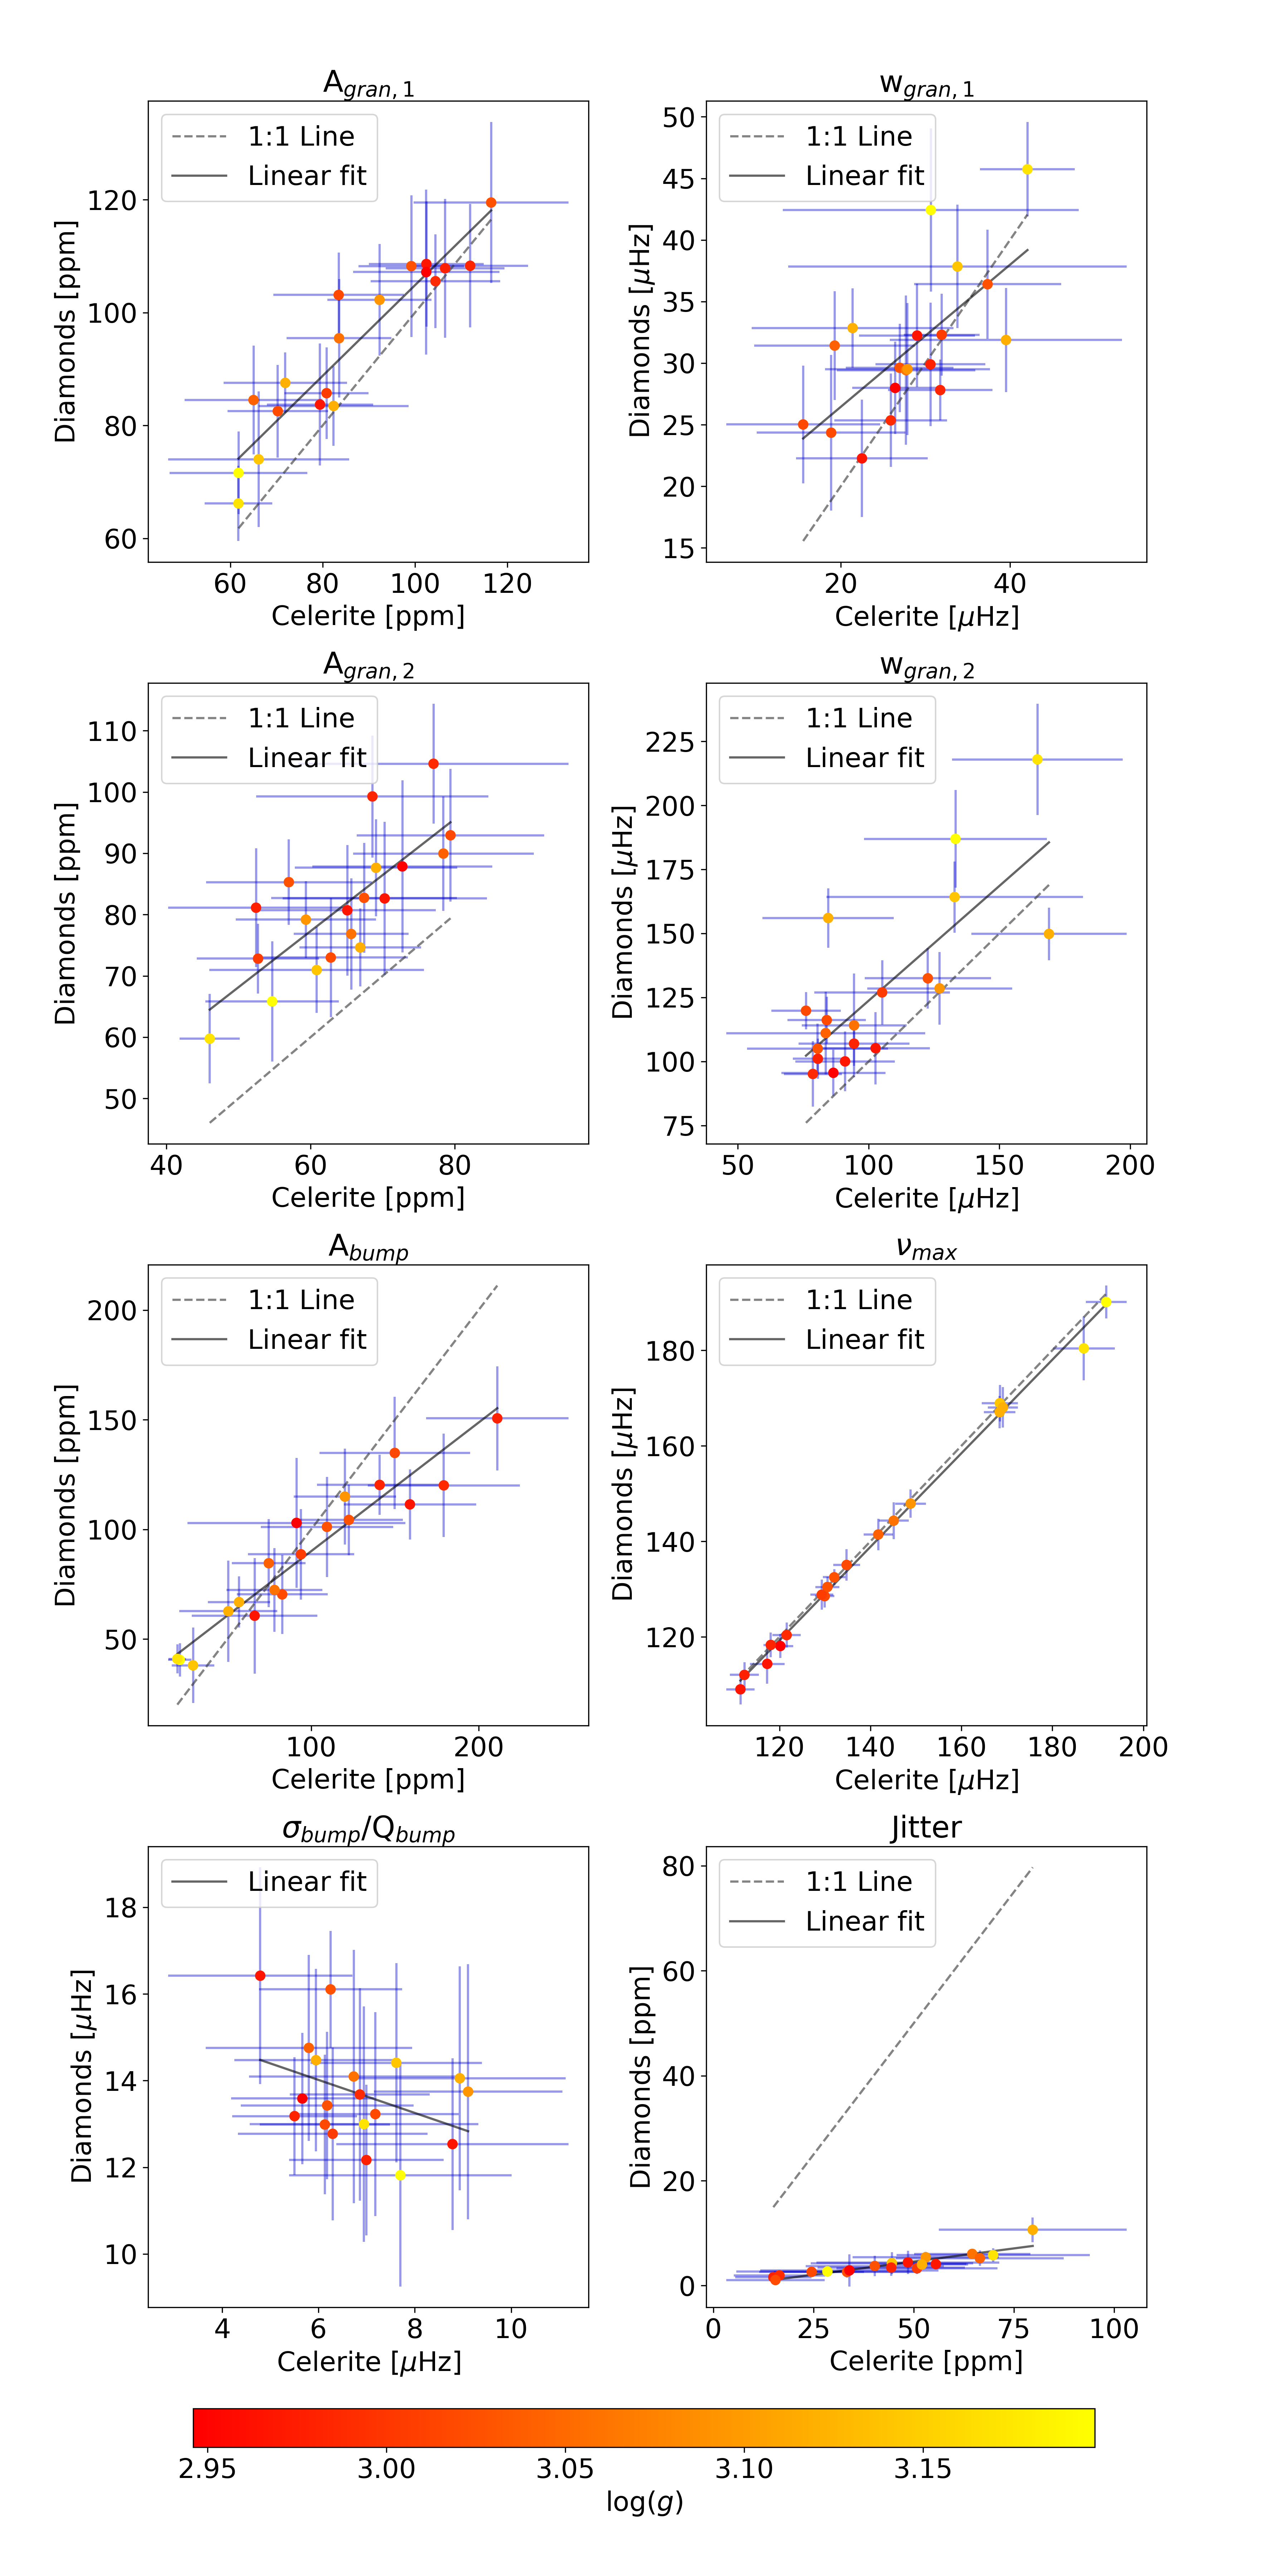 A_gran, 1
1:1 Line
Linear fit
Diamonds [ppm]
120
100
80
60
60 80 100 120
Celerite [ppm]
w_gran, 1
1:1 Line
Linear fit
Diamonds [μHz]
50
45
40
35
30
25
20
15
20 40
Celerite [μHz]
A_gran, 2
1:1 Line
Linear fit
Diamonds [ppm]
110
100
90
80
70
60
50
40 60 80
Celerite [ppm]
w_gran, 2
1:1 Line
Linear fit
Diamonds [μHz]
225
200
175
150
125
100
75
50 100 150 200
Celerite [μHz]
A_bump
1:1 Line
Linear fit
Diamonds [ppm]
200
150
100
50
100 200
Celerite [ppm]
ν_max
1:1 Line
Linear fit
Diamonds [μHz]
180
160
140
120
120 140 160 180 200
Celerite [μHz]
σ_bump/Q_bump
Linear fit
Diamonds [μHz]
18
16
14
12
10
4 6 8 10
Celerite [μHz]
Jitter
1:1 Line
Linear fit
Diamonds [ppm]
80
60
40
20
0
0 25 50 75 100
Celerite [ppm]
2.95 3.00 3.05 3.10 3.15
log(g)